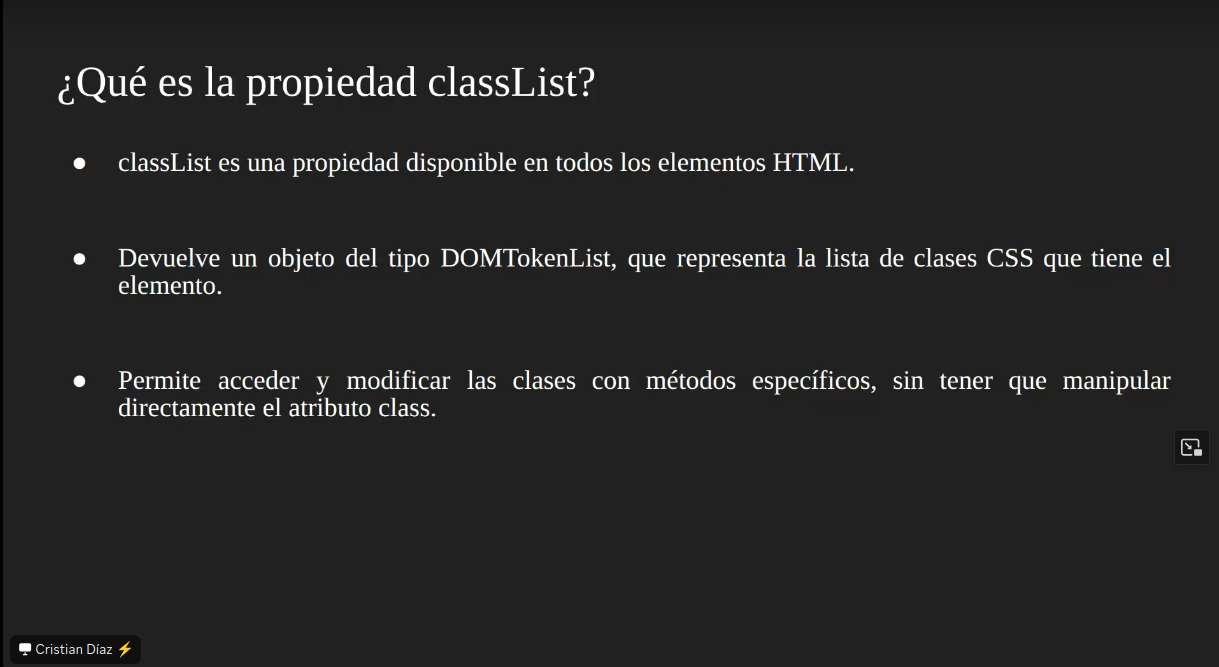 ¿Qué es la propiedad classList?
● classList es una propiedad disponible en todos los elementos HTML.
● Devuelve un objeto del tipo DOMTokenList, que representa la lista de clases CSS que tiene el
elemento.
● Permite acceder y modificar las clases con métodos específicos, sin tener que manipular
directamente el atributo class.
Cristian Díaz ⚡